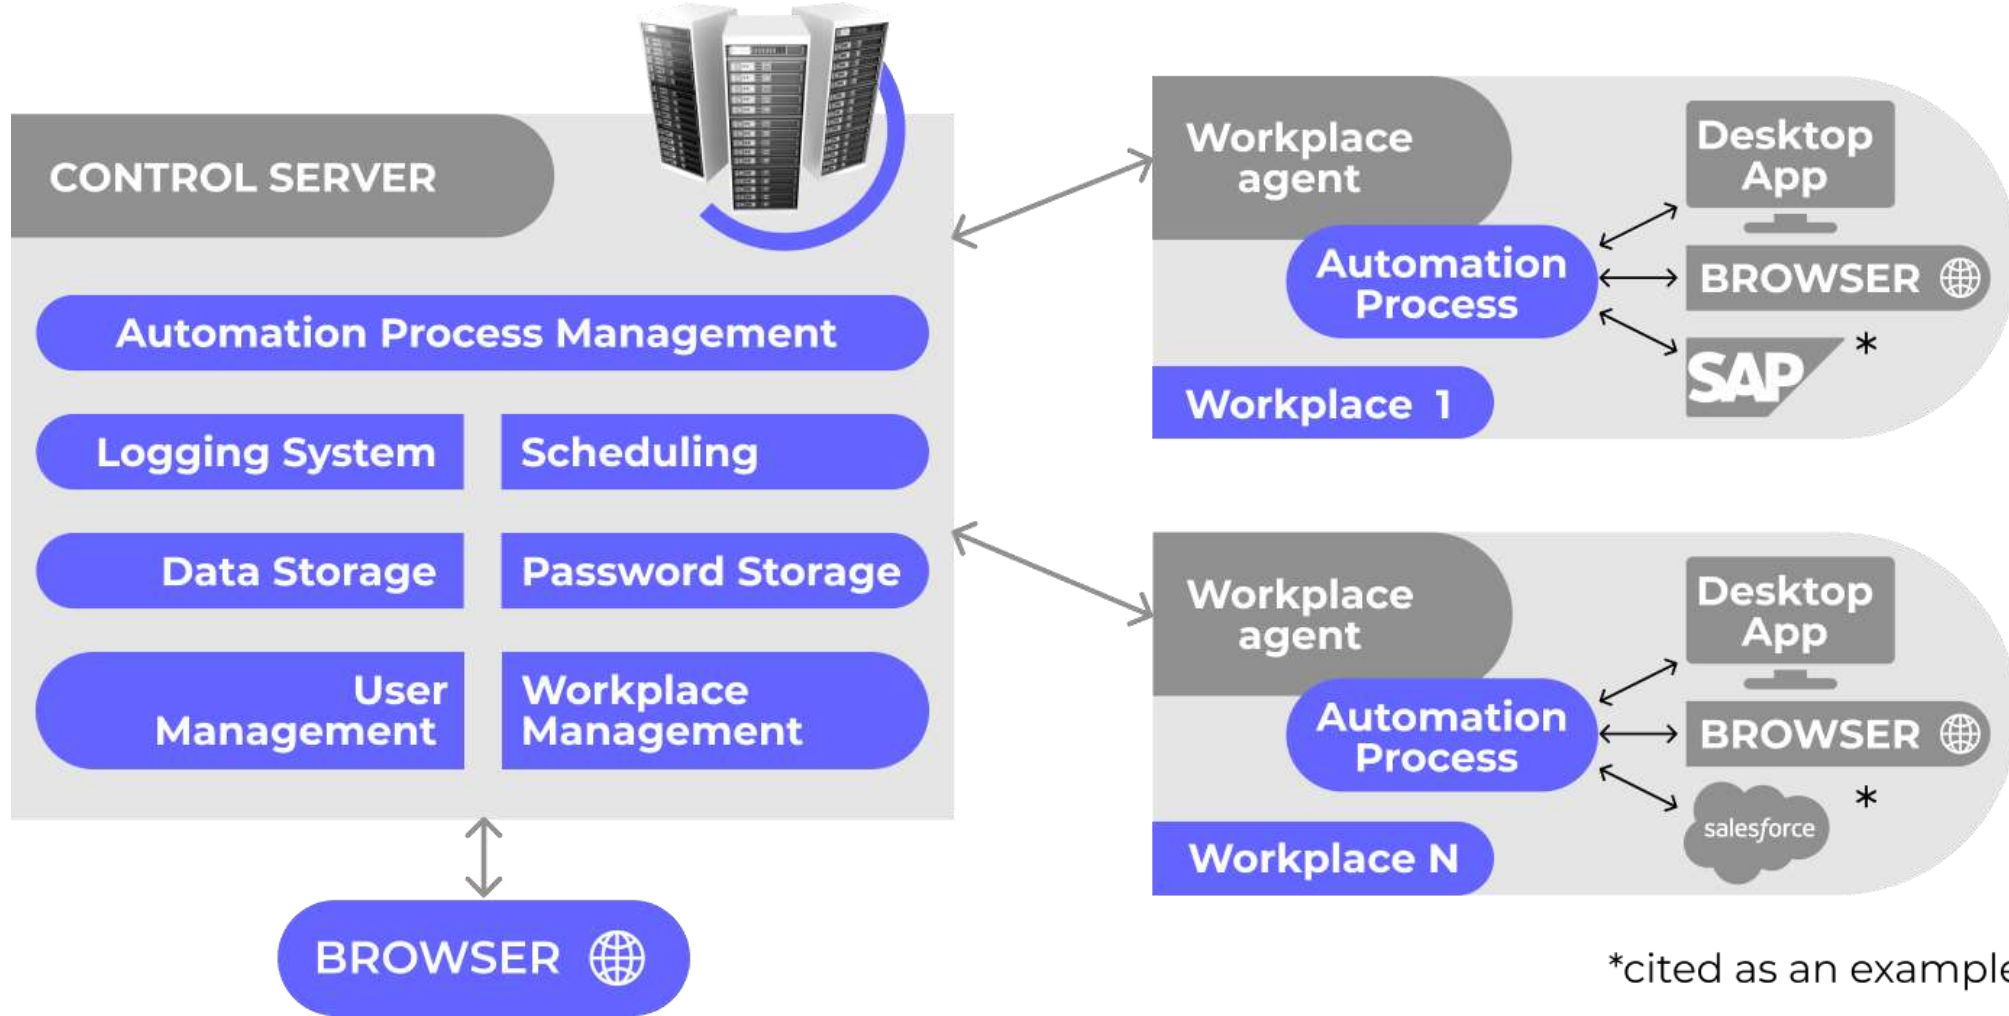 CONTROL SERVER
Automation Process Management
Logging System
Scheduling
Data Storage
Password Storage
User
Management
Workplace
Management
BROWSER
Workplace
agent
Automation
Process
Workplace 1
Desktop
App
BROWSER
SAP
*
Workplace
agent
Automation
Process
Workplace N
Desktop
App
BROWSER
salesforce
*
*cited as an example